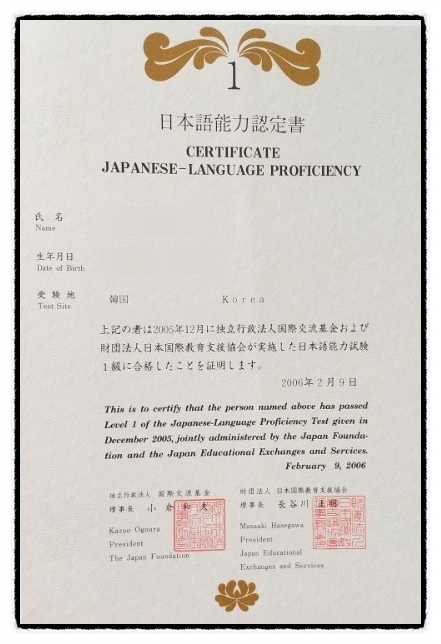 1
日本語能力認定書
CERTIFICATE
JAPANESE-LANGUAGE PROFICIENCY
氏 名
Name
生年月日
Date of Birth
受 験 地
Test Site
韓国 Korea
上記の者は2005年12月に独立行政法人国際交流基金および
財団法人日本国際教育支援協会が実施した日本語能力試験
1級に合格したことを証明します。
2006年2月9日
This is to certify that the person named above has passed
Level 1 of the Japanese-Language Proficiency Test given in
December 2005, jointly administered by the Japan Founda-
tion and the Japan Educational Exchanges and Services.
February 9, 2006
独立行政法人 国際交流基金
理事長 小倉和夫
Kazuo Ogoura
President
The Japan Foundation
財団法人 日本国際教育支援協会
理事長 長谷川正明
Masaaki Hasegawa
President
Japan Educational
Exchanges and Services